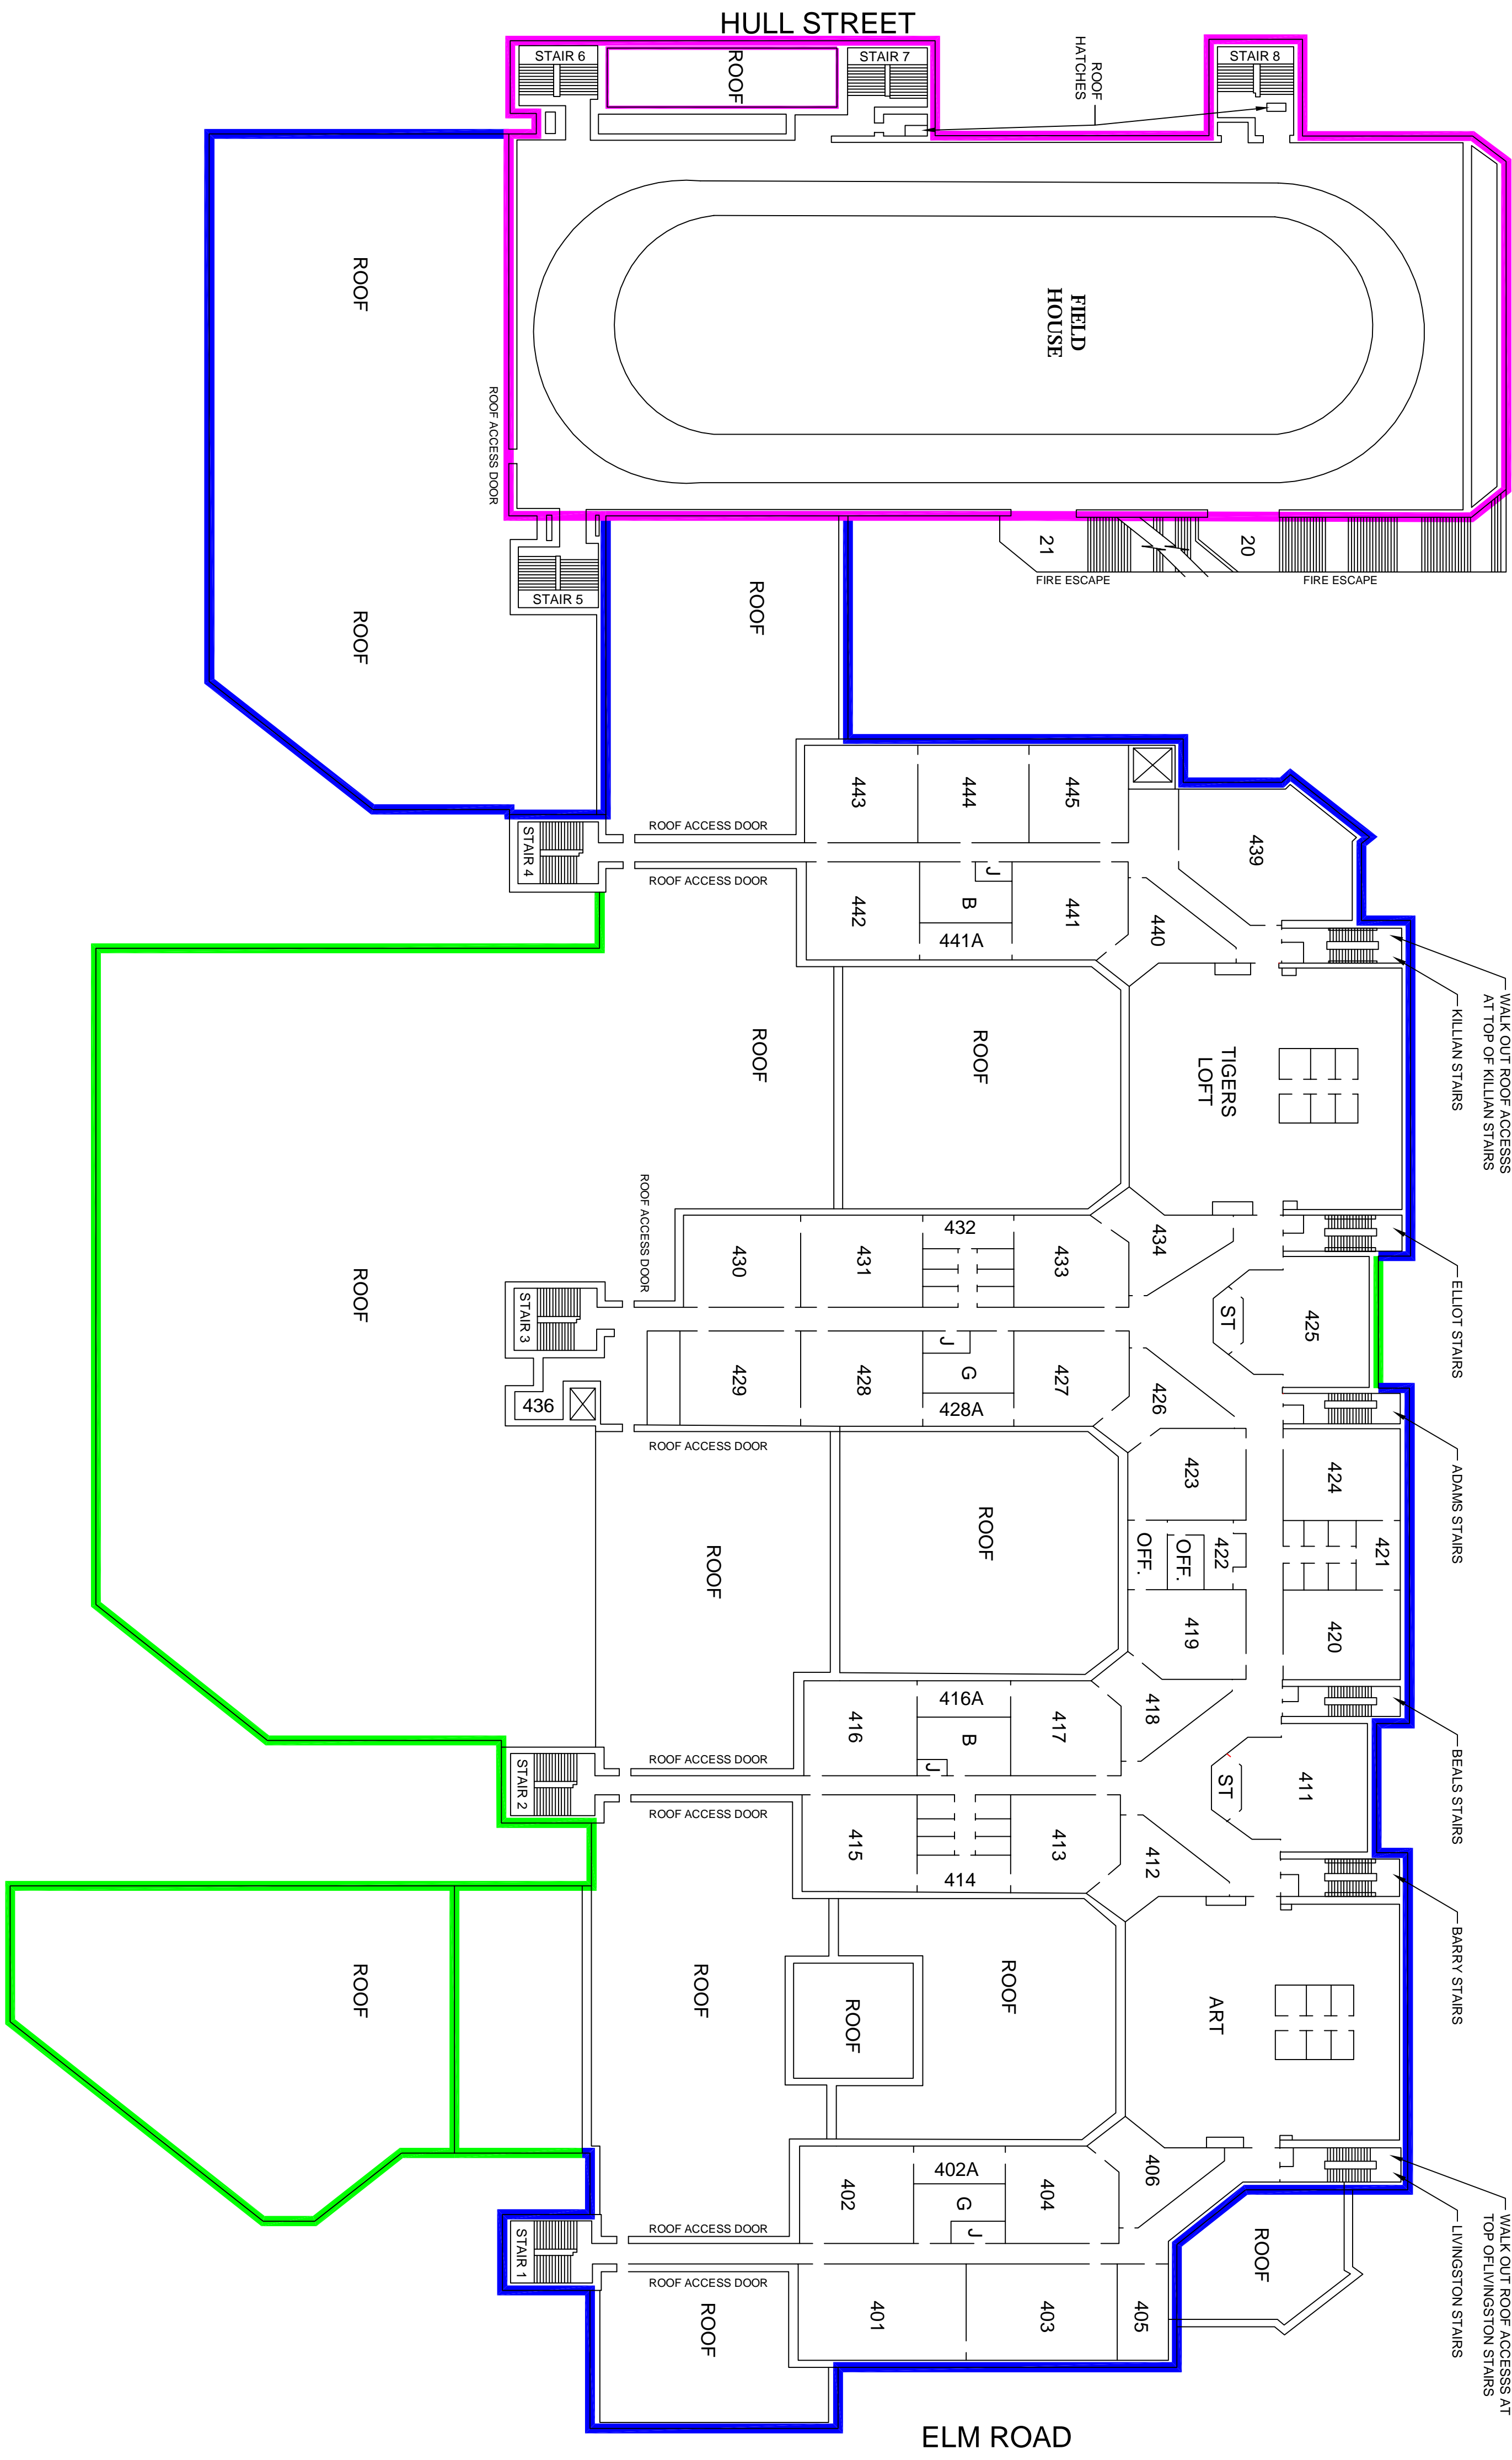 HULL STREET
STAIR 6
ROOF
STAIR 7
ROOF
HATCHES
STAIR 8
ROOF
FIELD
HOUSE
ROOF ACCESS DOOR
21
20
FIRE ESCAPE
FIRE ESCAPE
STAIR 5
ROOF
ROOF
443
444
445
439
ROOF ACCESS DOOR
STAIR 4
ROOF ACCESS DOOR
442
J
B
441A
441
440
WALK OUT ROOF ACCESSS
AT TOP OF KILLIAN STAIRS
KILLIAN STAIRS
ROOF
ROOF
TIGERS
LOFT
ROOF ACCESS DOOR
430
431
432
433
434
ELLIOT STAIRS
ROOF
STAIR 3
ST
425
436
429
428
J
G
428A
427
426
ROOF ACCESS DOOR
ADAMS STAIRS
ROOF
ROOF
423
424
OFF.
OFF.
422
421
419
420
416
416A
B
J
417
418
BEALS STAIRS
ROOF ACCESS DOOR
STAIR 2
ST
411
ROOF ACCESS DOOR
415
414
413
412
BARRY STAIRS
ROOF
ROOF
ROOF
ROOF
ART
402
402A
G
J
404
406
WALK OUT ROOF ACCESSS AT
TOP OFLIVINGSTON STAIRS
LIVINGSTON STAIRS
ROOF ACCESS DOOR
STAIR 1
ROOF
ROOF ACCESS DOOR
ROOF
401
403
405
ELM ROAD